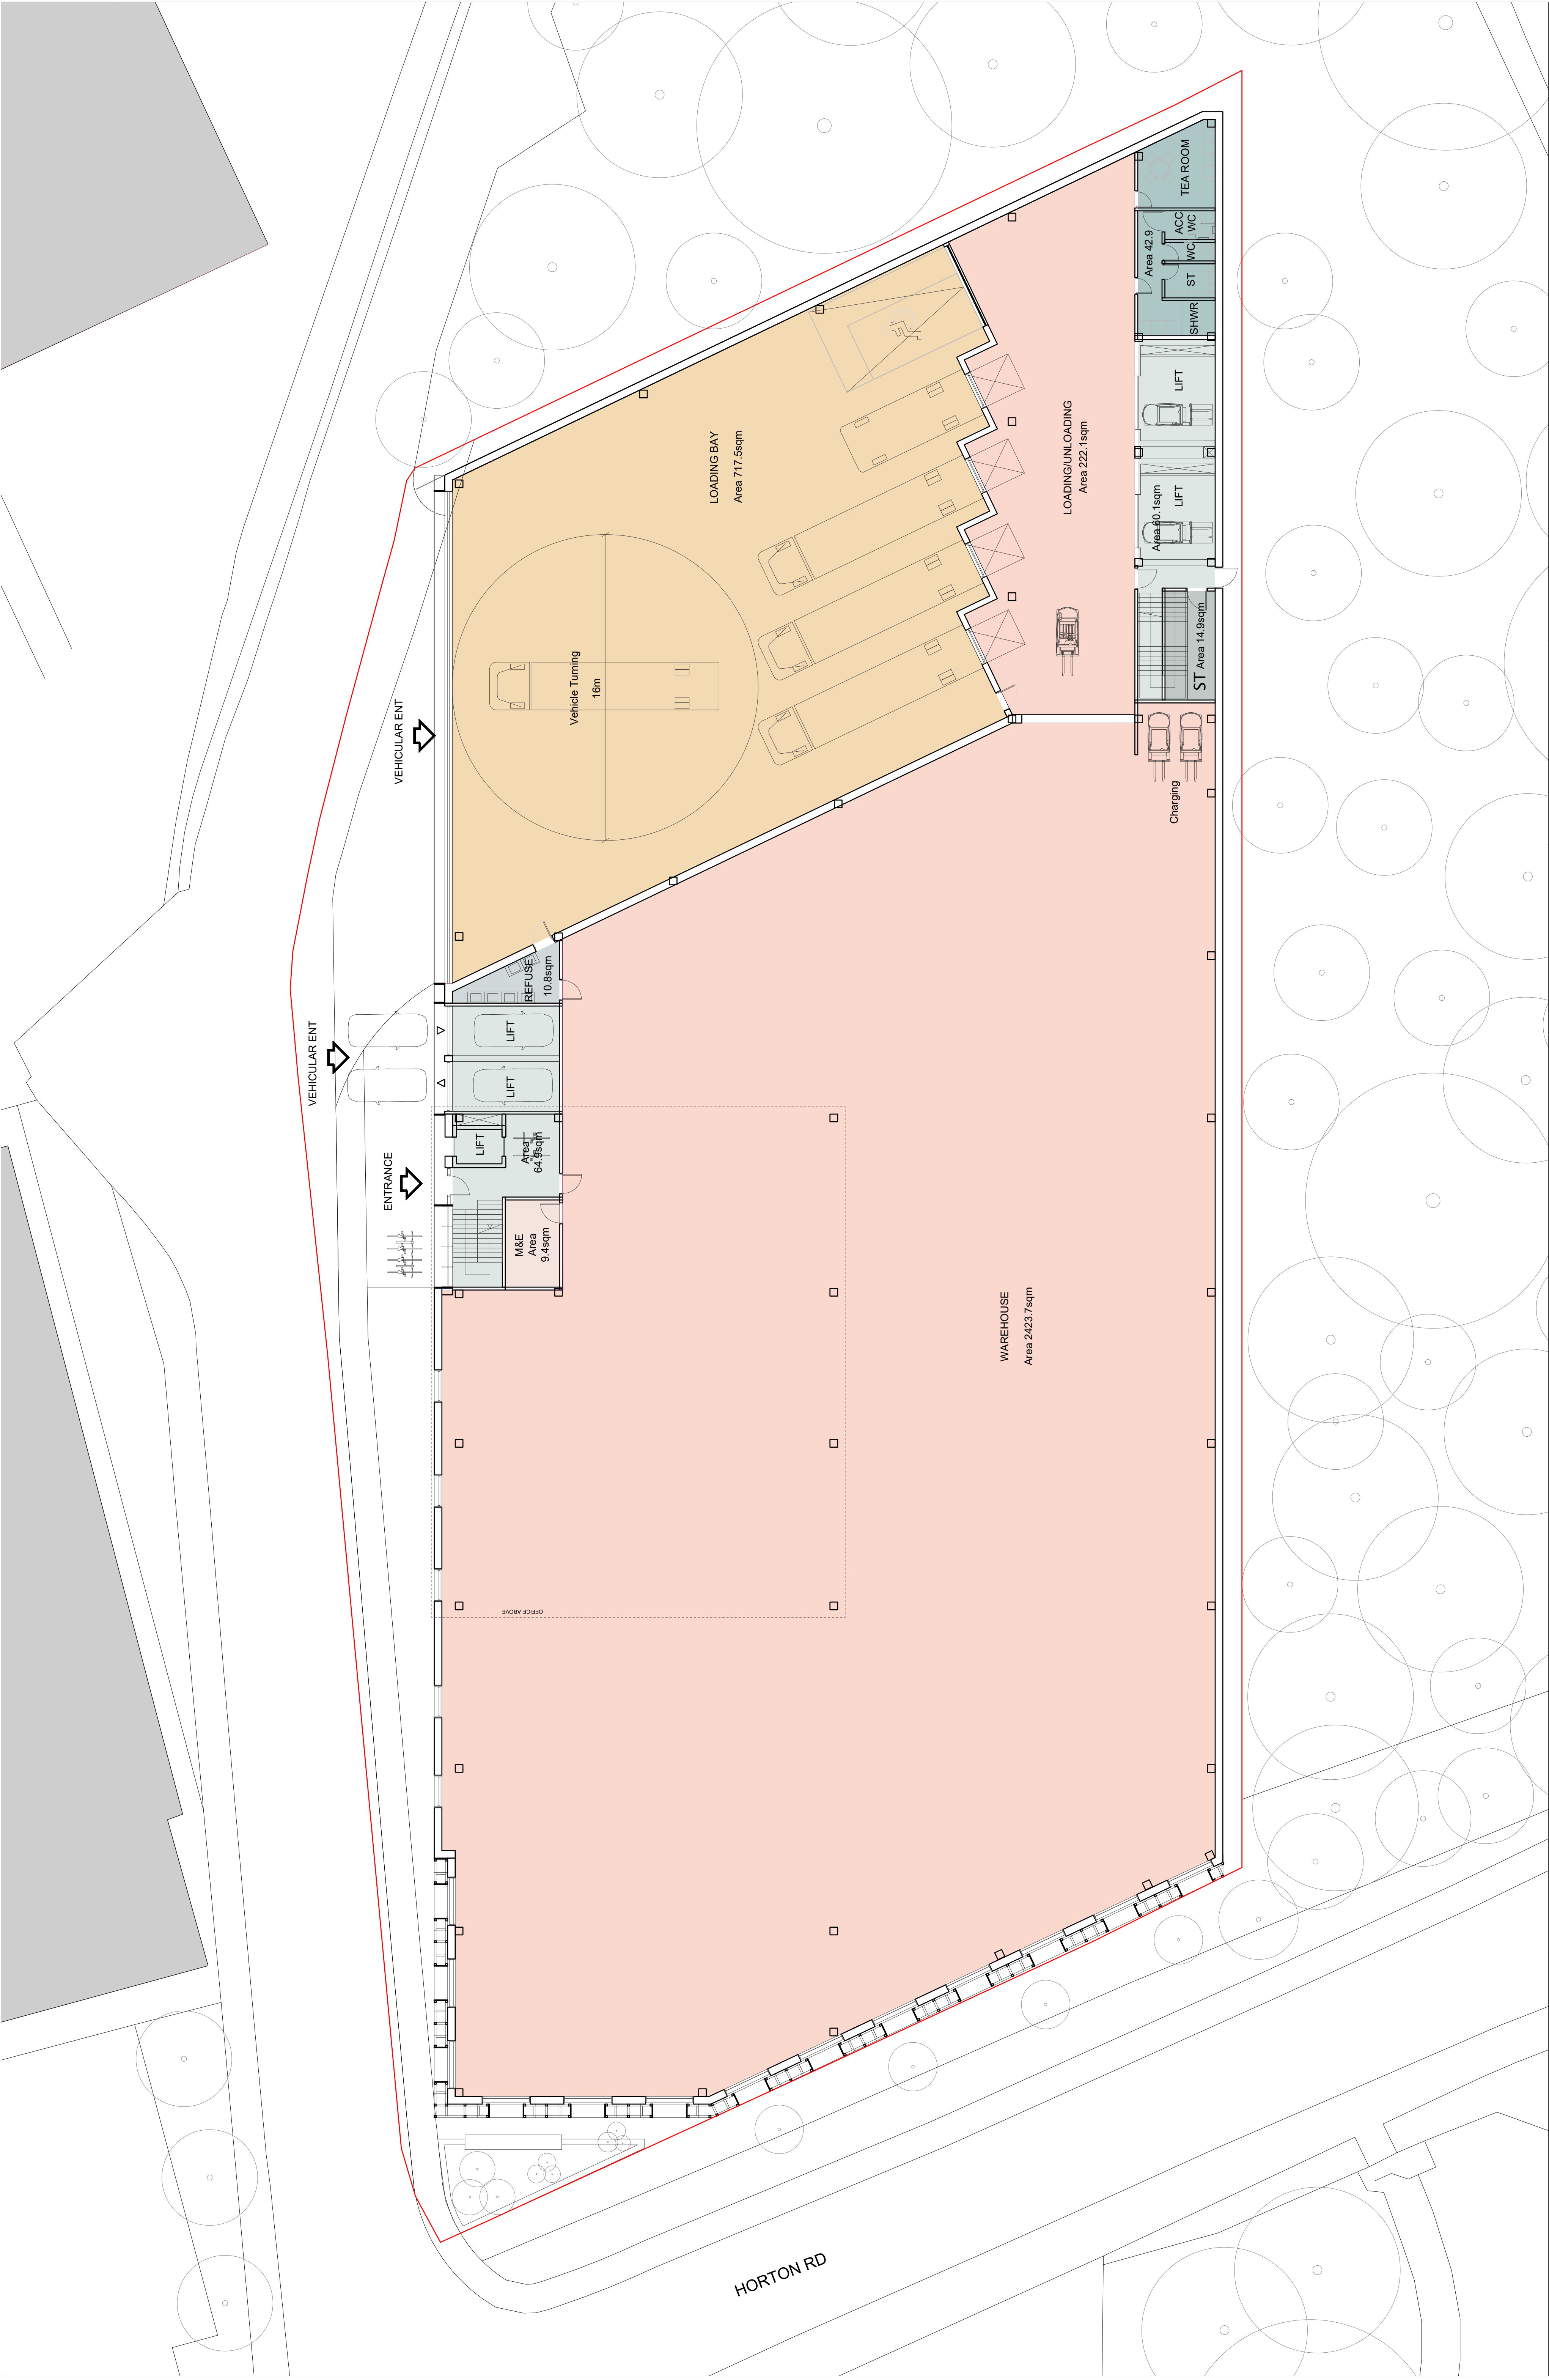 TEA ROOM
ACC
WC
WC
ST
SHWR
Area 42.9
LIFT
LIFT
Area 60.1sqm
ST
Area 14.9sqm
LOADING/UNLOADING
Area 222.1sqm
LOADING BAY
Area 717.5sqm
Vehicle Turning
16m
VEHICULAR ENT
Charging
REFUSE
10.8sqm
VEHICULAR ENT
LIFT
LIFT
LIFT
Area
64.9sqm
ENTRANCE
M&E
Area
9.4sqm
WAREHOUSE
Area 2423.7sqm
OFFICE ABOVE
HORTON RD